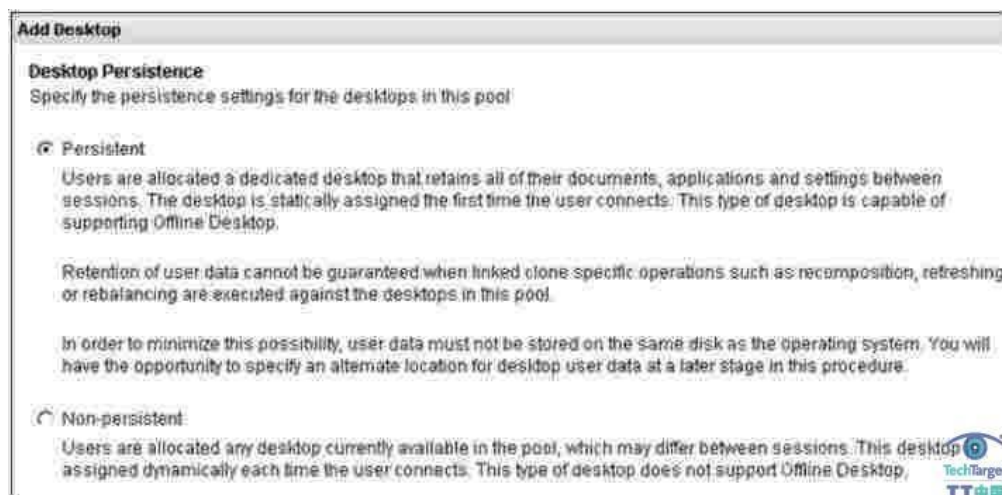 Add Desktop
Desktop Persistence
Specify the persistence settings for the desktops in this pool
Persistent
Users are allocated a dedicated desktop that retains all of their documents, applications and settings between
sessions. The desktop is statically assigned the first time the user connects. This type of desktop is capable of
supporting Offline Desktop.
Retention of user data cannot be guaranteed when linked clone specific operations such as recomposition, refreshing
or rebalancing are executed against the desktops in this pool.
In order to minimize this possibility, user data must not be stored on the same disk as the operating system. You will
have the opportunity to specify an alternate location for desktop user data at a later stage in this procedure.
Non-persistent
Users are allocated any desktop currently available in the pool, which may differ between sessions. This desktop
assigned dynamically each time the user connects. This type of desktop does not support Offline Desktop.
TechTarge